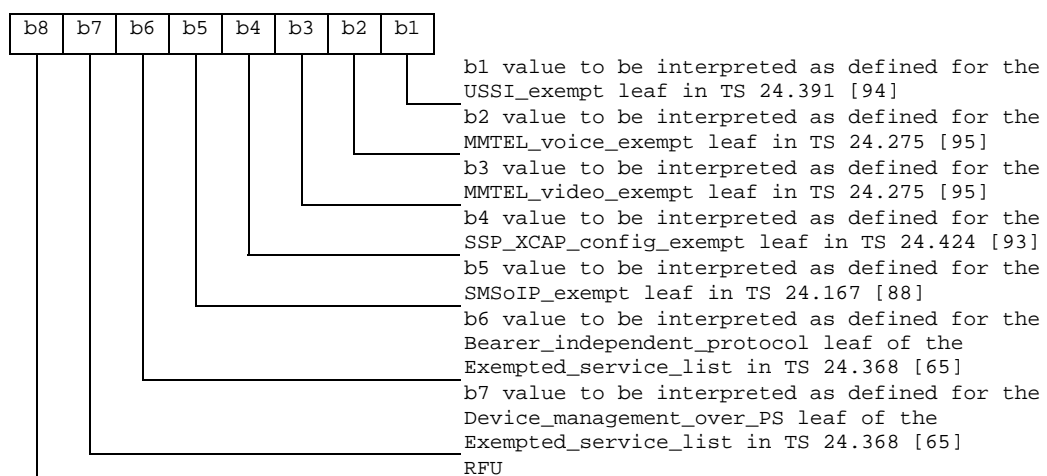 b8 b7 b6 b5 b4 b3 b2 b1
b1 value to be interpreted as defined for the
USSI_exempt leaf in TS 24.391 [94]
b2 value to be interpreted as defined for the
MMTEL_voice_exempt leaf in TS 24.275 [95]
b3 value to be interpreted as defined for the
MMTEL_video_exempt leaf in TS 24.275 [95]
b4 value to be interpreted as defined for the
SSP_XCAP_config_exempt leaf in TS 24.424 [93]
b5 value to be interpreted as defined for the
SMSoIP_exempt leaf in TS 24.167 [88]
b6 value to be interpreted as defined for the
Bearer_independent_protocol leaf of the
Exempted_service_list in TS 24.368 [65]
b7 value to be interpreted as defined for the
Device_management_over_PS leaf of the
Exempted_service_list in TS 24.368 [65]
RFU